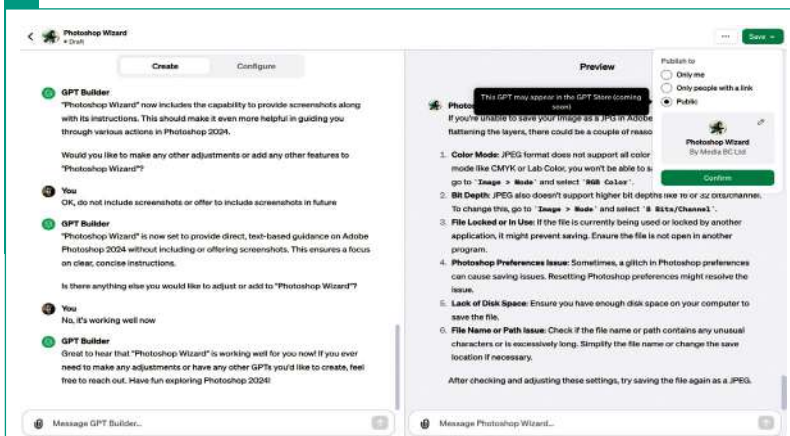 Photoshop Wizard
• Draft
Save
Create
Configure
Preview
GPT Builder
"Photoshop Wizard" now includes the capability to provide screenshots along
with its instructions. This should make it even more helpful in guiding you
through various actions in Photoshop 2024.
Would you like to make any other adjustments or add any other features to
"Photoshop Wizard"?
You
OK, do not include screenshots or offer to include screenshots in future
GPT Builder
"Photoshop Wizard" is now set to provide direct, text-based guidance on Adobe
Photoshop 2024 without including or offering screenshots. This ensures a focus
on clear, concise instructions.
Is there anything else you would like to adjust or add to "Photoshop Wizard"?
You
No, it's working well now
GPT Builder
Great to hear that "Photoshop Wizard" is working well for you now! If you ever
need to make any adjustments or have any other GPTs you'd like to create, feel
free to reach out. Have fun exploring Photoshop 2024!
Message GPT Builder...
Publish to
Only me
Only people with a link
Public
Photoshop Wizard
By Media BC Ltd
Confirm
This GPT may appear in the GPT Store (coming
soon)
If you're unable to save your image as a JPG in Adobe
flattening the layers, there could be a couple of reaso
1. Color Mode: JPEG format does not support all color
mode like CMYK or Lab Color, you won't be able to s
go to `Image > Mode` and select `RGB Color`.
2. Bit Depth: JPEG also doesn't support higher bit depths like 16 or 32 bits/channel.
To change this, go to `Image > Mode` and select `8 Bits/Channel`.
3. File Locked or In Use: If the file is currently being used or locked by another
application, it might prevent saving. Ensure the file is not open in another
program.
4. Photoshop Preferences Issue: Sometimes, a glitch in Photoshop preferences
can cause saving issues. Resetting Photoshop preferences might resolve the
issue.
5. Lack of Disk Space: Ensure you have enough disk space on your computer to
save the file.
6. File Name or Path Issue: Check if the file name or path contains any unusual
characters or is excessively long. Simplify the file name or change the save
location if necessary.
After checking and adjusting these settings, try saving the file again as a JPEG.
Message Photoshop Wizard...